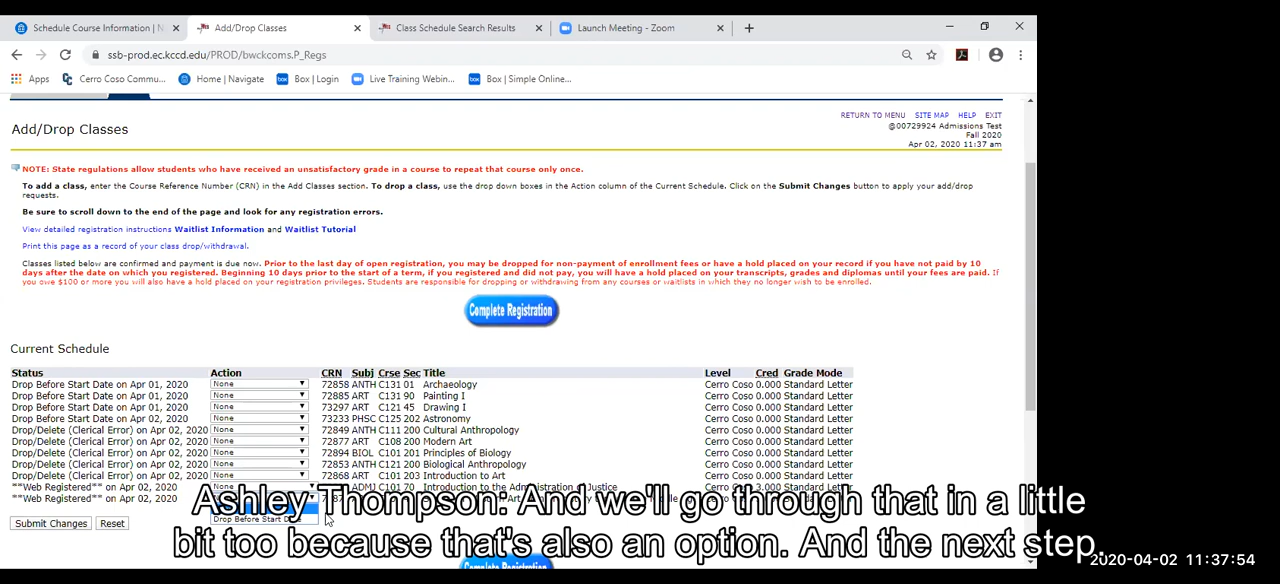 Schedule Course Information | N
Add/Drop Classes
Class Schedule Search Results
Launch Meeting - Zoom
ssb-prod.ec.kccd.edu/PROD/bwckcoms.P_Regs
Apps
Cerro Coso Commu...
Home | Navigate
Box | Login
Live Training Webin...
Box | Simple Online...
RETURN TO MENU SITE MAP HELP EXIT
Add/Drop Classes
@00729924 Admissions Test
Fall 2020
Apr 02, 2020 11:37 am
NOTE: State regulations allow students who have received an unsatisfactory grade in a course to repeat that course only once.
To add a class, enter the Course Reference Number (CRN) in the Add Classes section. To drop a class, use the drop down boxes in the Action column of the Current Schedule. Click on the Submit Changes button to apply your add/drop
requests.
Be sure to scroll down to the end of the page and look for any registration errors.
View detailed registration instructions Waitlist Information and Waitlist Tutorial
Print this page as a record of your class drop/withdrawal.
Classes listed below are confirmed and payment is due now. Prior to the last day of open registration, you may be dropped for non-payment of enrollment fees or have a hold placed on your record if you have not paid by 10
days after the date on which you registered. Beginning 10 days prior to the start of a term, if you registered and did not pay, you will have a hold placed on your transcripts, grades and diplomas until your fees are paid. If
you owe $100 or more you will also have a hold placed on your registration privileges. Students are responsible for dropping or withdrawing from any courses or waitlists in which they no longer wish to be enrolled.
Complete Registration
Current Schedule
Status Action CRN Subj Crse Sec Title Level Cred Grade Mode
Drop Before Start Date on Apr 01, 2020 None 72858 ANTH C131 01 Archaeology Cerro Coso 0.000 Standard Letter
Drop Before Start Date on Apr 01, 2020 None 72885 ART C131 90 Painting I Cerro Coso 0.000 Standard Letter
Drop Before Start Date on Apr 01, 2020 None 73297 ART C121 45 Drawing I Cerro Coso 0.000 Standard Letter
Drop Before Start Date on Apr 02, 2020 None 73233 PHSC C125 202 Astronomy Cerro Coso 0.000 Standard Letter
Drop/Delete (Clerical Error) on Apr 02, 2020 None 72849 ANTH C111 200 Cultural Anthropology Cerro Coso 0.000 Standard Letter
Drop/Delete (Clerical Error) on Apr 02, 2020 None 72877 ART C108 200 Modern Art Cerro Coso 0.000 Standard Letter
Drop/Delete (Clerical Error) on Apr 02, 2020 None 72894 BIOL C101 201 Principles of Biology Cerro Coso 0.000 Standard Letter
Drop/Delete (Clerical Error) on Apr 02, 2020 None 72853 ANTH C121 200 Biological Anthropology Cerro Coso 0.000 Standard Letter
Drop/Delete (Clerical Error) on Apr 02, 2020 None 72868 ART C101 203 Introduction to Art Cerro Coso 0.000 Standard Letter
**Web Registered** on Apr 02, 2020 None ADMJ C101 70 Introduction to the Administration of Justice Cerro Coso 3.000 Standard Letter
**Web Registered** on Apr 02, 2020
Drop Before Start Date
Submit Changes Reset
Ashley Thompson: And we'll go through that in a little
bit too because that's also an option. And the next step.
Complete Registration
2020-04-02 11:37:54